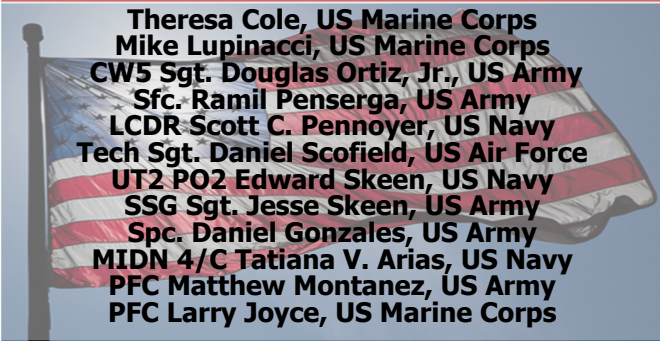 Theresa Cole, US Marine Corps
Mike Lupinacci, US Marine Corps
CW5 Sgt. Douglas Ortiz, Jr., US Army
Sfc. Ramil Penserga, US Army
LCDR Scott C. Pennoyer, US Navy
Tech Sgt. Daniel Scofield, US Air Force
UT2 PO2 Edward Skeen, US Navy
SSG Sgt. Jesse Skeen, US Army
Spc. Daniel Gonzales, US Army
MIDN 4/C Tatiana V. Arias, US Navy
PFC Matthew Montanez, US Army
PFC Larry Joyce, US Marine Corps